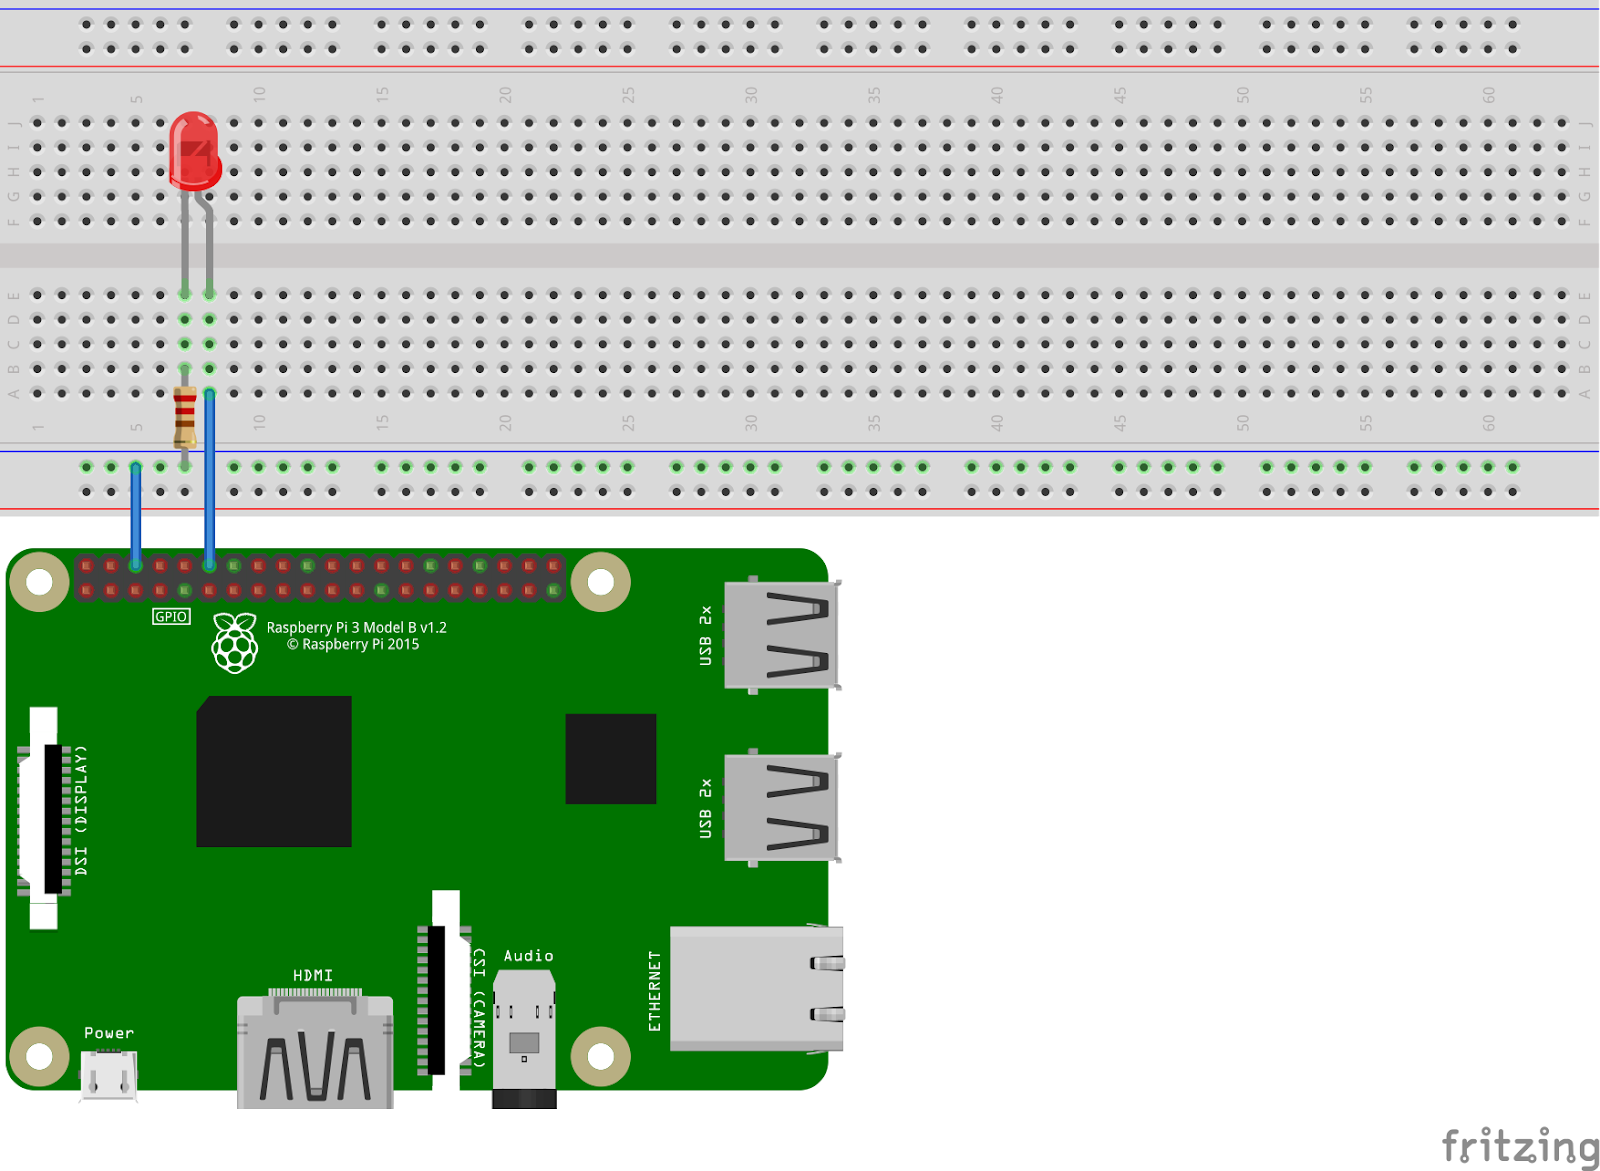 1 5 10 15 20 25 30 35 40 45 50 55 60
J J
I I
H H
G G
F F
E E
D D
C C
B B
A A
1 5 10 15 20 25 30 35 40 45 50 55 60
GPIO
Raspberry Pi 3 Model B v1.2
© Raspberry Pi 2015
USB 2x
DSI (DISPLAY)
USB 2x
CSI (CAMERA)
Audio
ETHERNET
HDMI
Power
fritzing